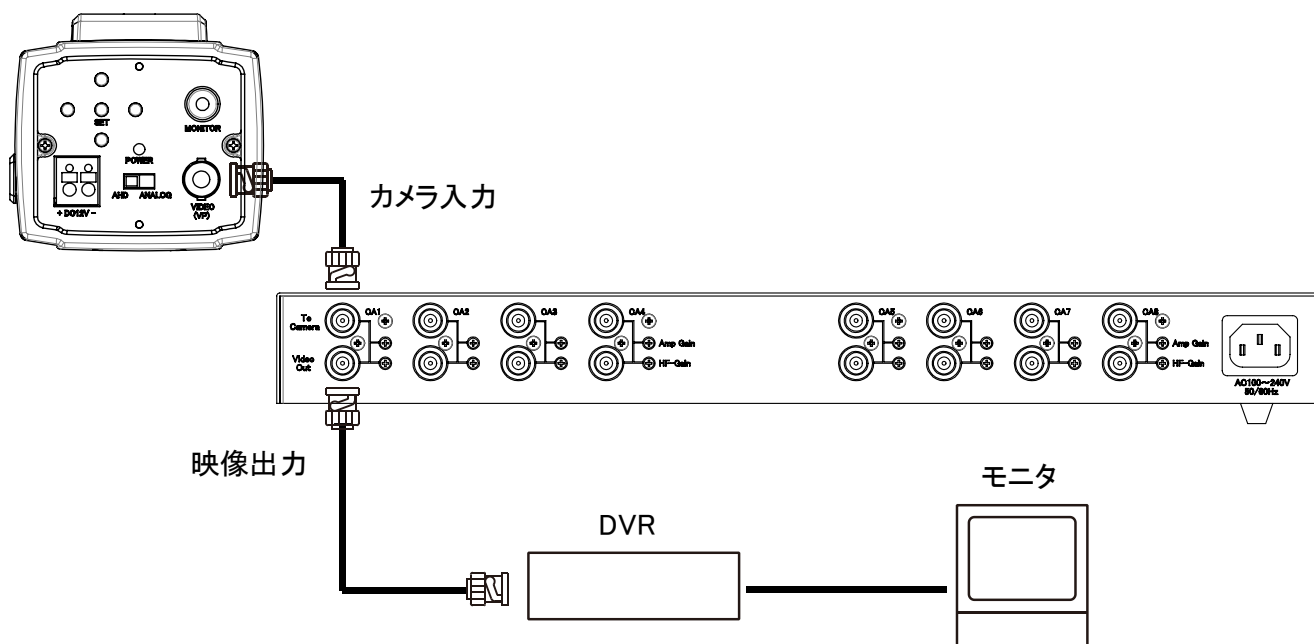 SET
MONITOR
POWER
AHD ANALOG
+ DC12V -
VIDEO
(VP)
カメラ入力
To
Camera
CA1
CA2
CA3
CA4
CA5
CA6
CA7
CA8
Video
Out
Amp Gain
HF-Gain
Amp Gain
HF-Gain
AC100～240V
50/60Hz
映像出力
DVR
モニタ